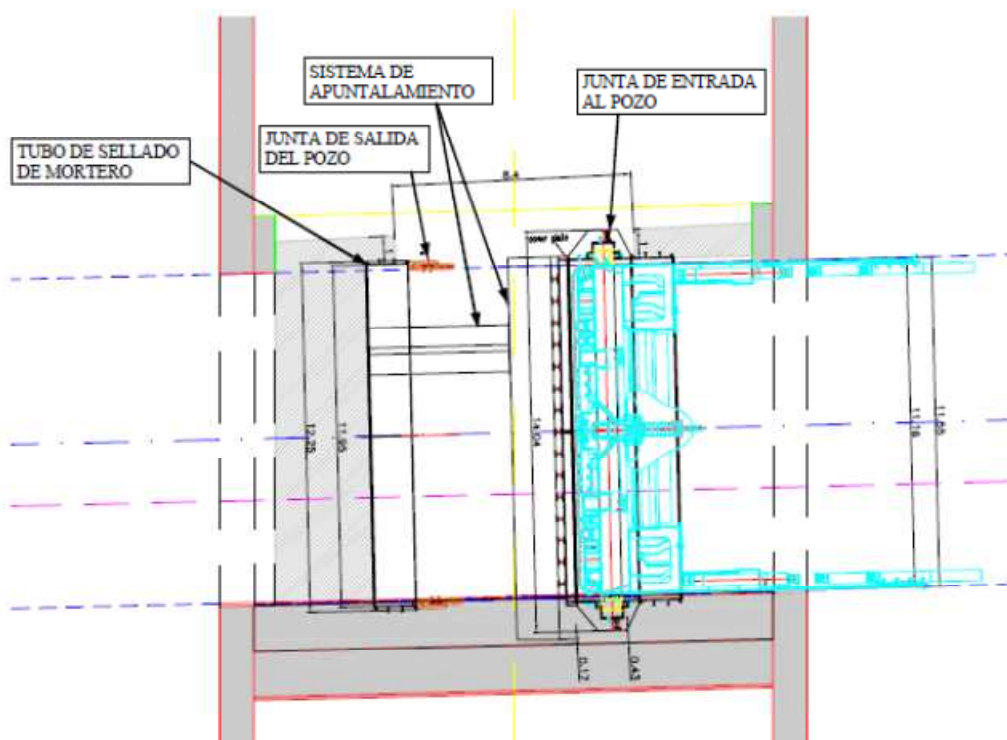 SISTEMA DE
APUNTALAMIENTO
JUNTA DE ENTRADA
AL POZO
JUNTA DE SALIDA
DEL POZO
TUBO DE SELLADO
DE MORTERO
8.4
12.25
11.95
14.04
11.16
11.65
0.12
0.43